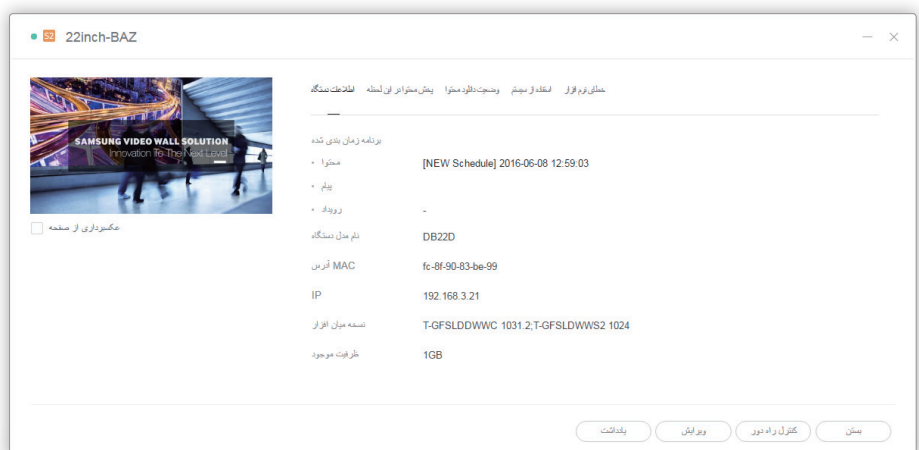 S2 22inch-BAZ
SAMSUNG VIDEO WALL SOLUTION
Innovation To The Next Level
عکسبرداری از صفحه
اطلاعات دستگاه پخش محتوا در این لحظه وضعیت دانلود محتوا استفاده از سیستم خطای نرم افزار
برنامه زمان بندی شده
محتوا [NEW Schedule] 2016-06-08 12:59:03
پیام
رویداد -
نام مدل دستگاه DB22D
آدرس MAC fc-8f-90-83-be-99
IP 192.168.3.21
نسخه میان افزار T-GFSLDDWWC 1031.2;T-GFSLDWWS2 1024
ظرفیت موجود 1GB
یادداشت ویرایش کنترل راه دور بستن